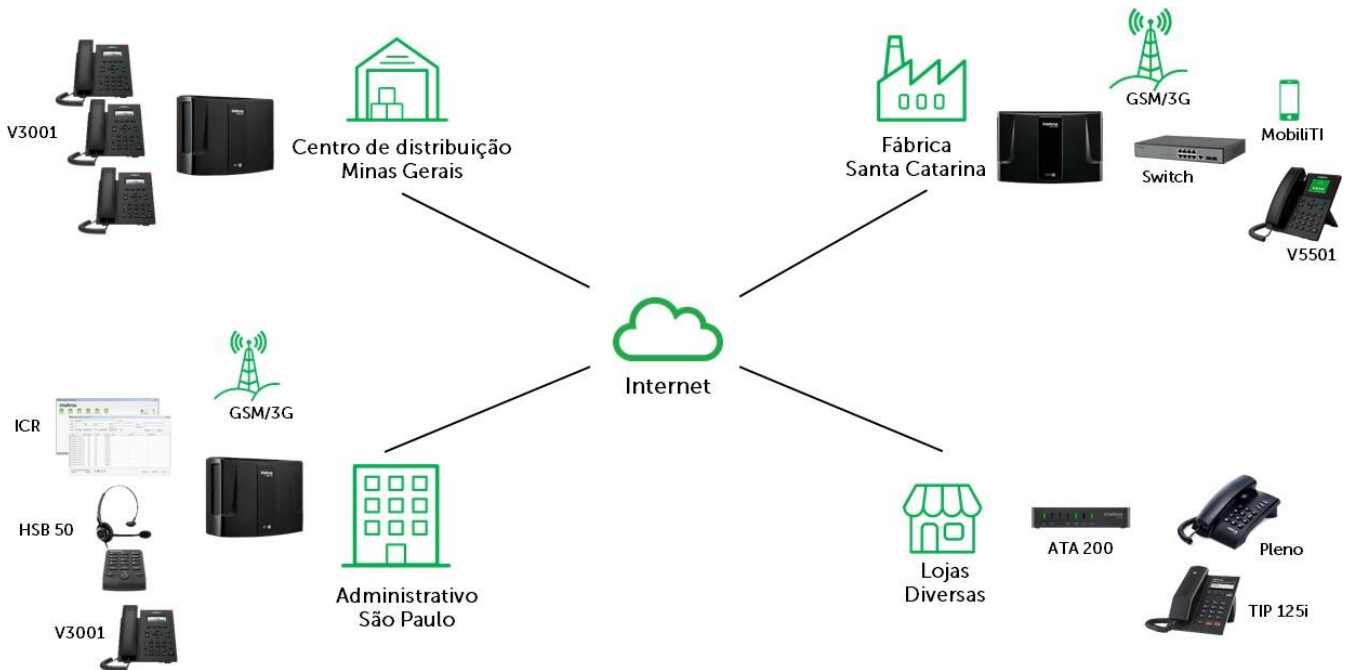 V3001
Centro de distribuição
Minas Gerais
Fábrica
Santa Catarina
GSM/3G
MobiliTI
Switch
V5501
Internet
GSM/3G
ICR
HSB 50
V3001
Administrativo
São Paulo
Lojas
Diversas
ATA 200
Pleno
TIP 125i